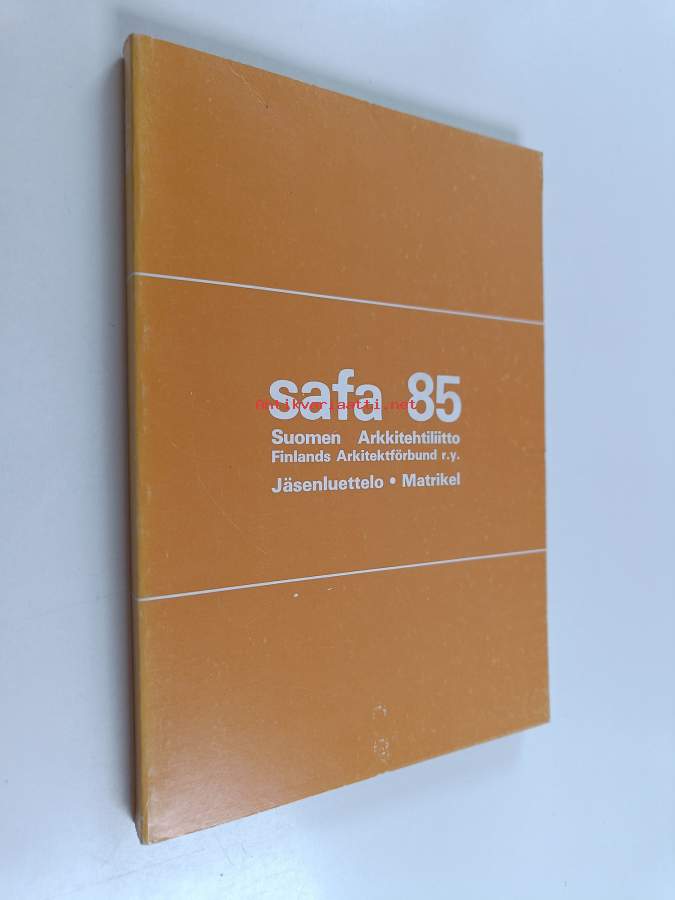 safa 85
Antikvariaatti.net
Suomen Arkkitehtiliitto
Finlands Arkitektförbund r.y.
Jäsenluettelo • Matrikel